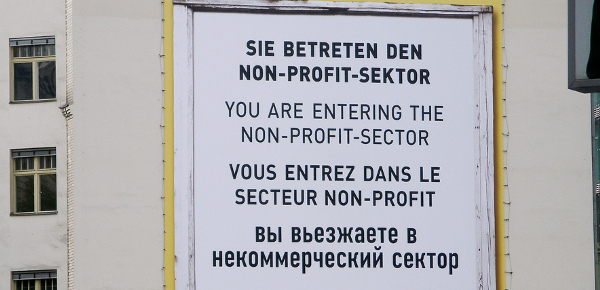 SIE BETRETEN DEN
NON-PROFIT-SEKTOR
YOU ARE ENTERING THE
NON-PROFIT-SECTOR
VOUS ENTREZ DANS LE
SECTEUR NON-PROFIT
вы вьезжаете в
некоммерческий сектор